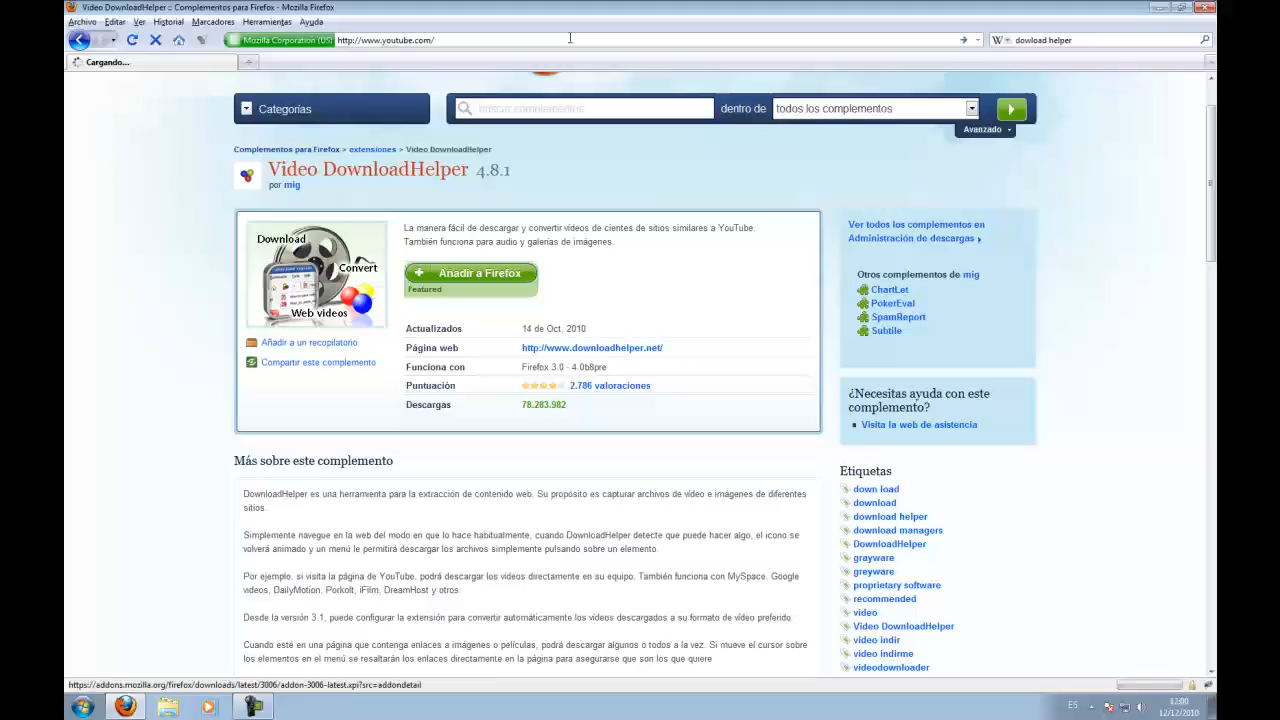 Video DownloadHelper :: Complementos para Firefox - Mozilla Firefox
Archivo Editar Ver Historial Marcadores Herramientas Ayuda
Mozilla Corporation (US) http://www.youtube.com/ dowload helper
Cargando...
Categorías
buscar complementos
dentro de
todos los complementos
Avanzado
Complementos para Firefox » extensiones » Video DownloadHelper
Video DownloadHelper 4.8.1
por mig
Download
Convert
Web videos
Añadir a un recopilatorio
Compartir este complemento
La manera fácil de descargar y convertir vídeos de cientes de sitios similares a YouTube.
También funciona para audio y galerías de imágenes.
Añadir a Firefox
Featured
Actualizados 14 de Oct, 2010
Página web http://www.downloadhelper.net/
Funciona con Firefox 3.0 - 4.0b8pre
Puntuación 2.786 valoraciones
Descargas 78.283.982
Ver todos los complementos en
Administración de descargas
Otros complementos de mig
ChartLet
PokerEval
SpamReport
Subtile
¿Necesitas ayuda con este
complemento?
Visita la web de asistencia
Más sobre este complemento
DownloadHelper es una herramienta para la extracción de contenido web. Su propósito es capturar archivos de vídeo e imágenes de diferentes
sitios.
Simplemente navegue en la web del modo en que lo hace habitualmente, cuando DownloadHelper detecte que puede hacer algo, el icono se
volverá animado y un menú le permitirá descargar los archivos simplemente pulsando sobre un elemento.
Por ejemplo, si visita la página de YouTube, podrá descargar los vídeos directamente en su equipo. También funciona con MySpace, Google
videos, DailyMotion, Porkolt, iFilm, DreamHost y otros.
Desde la versión 3.1, puede configurar la extensión para convertir automáticamente los vídeos descargados a su formato de vídeo preferido.
Cuando esté en una página que contenga enlaces a imágenes o películas, podrá descargar algunos o todos a la vez. Si mueve el cursor sobre
los elementos en el menú se resaltarán los enlaces directamente en la página para asegurarse que son los que quiere
Etiquetas
down load
download
download helper
download managers
DownloadHelper
grayware
greyware
proprietary software
recommended
video
Video DownloadHelper
video indir
video indirme
videodownloader
https://addons.mozilla.org/firefox/downloads/latest/3006/addon-3006-latest.xpi?src=addondetail
ES
12:00
12/12/2010